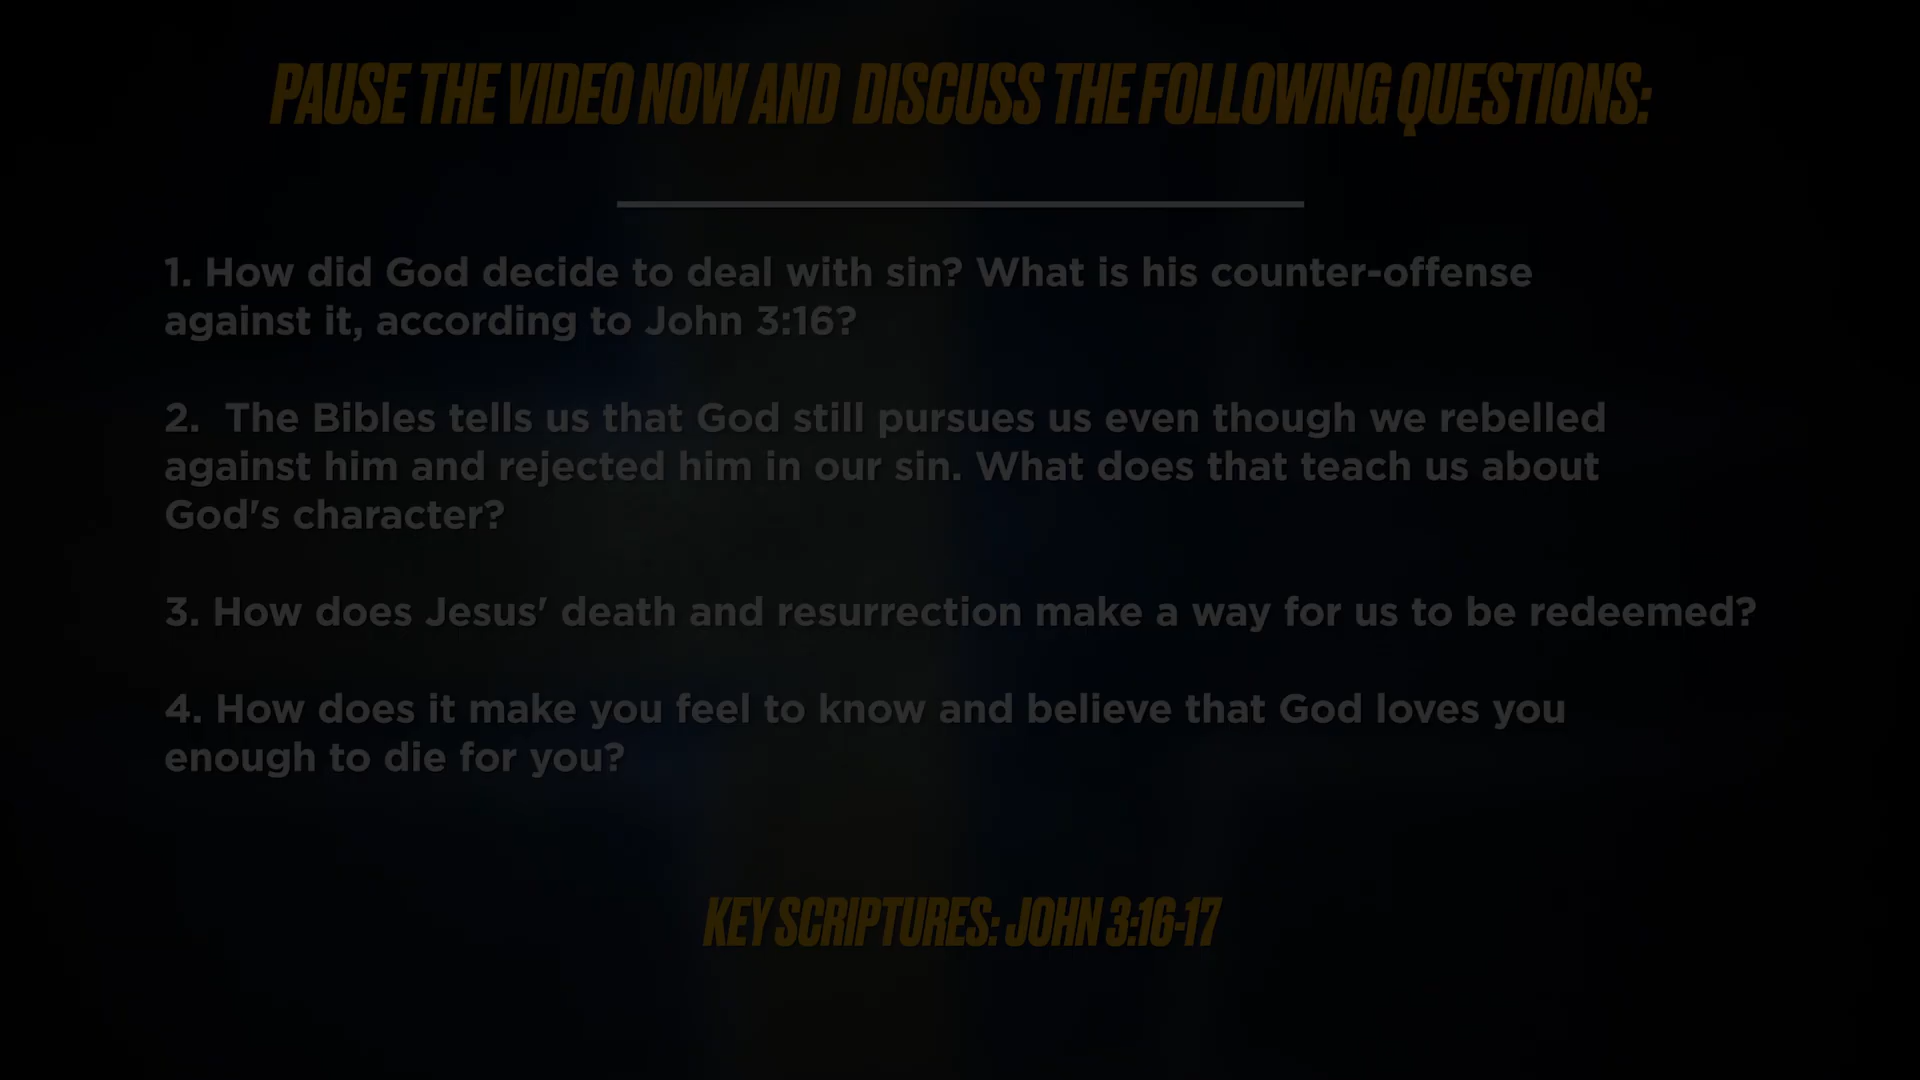 PAUSE THE VIDEO NOW AND DISCUSS THE FOLLOWING QUESTIONS:
1. How did God decide to deal with sin? What is his counter-offense
against it, according to John 3:16?
2. The Bibles tells us that God still pursues us even though we rebelled
against him and rejected him in our sin. What does that teach us about
God's character?
3. How does Jesus' death and resurrection make a way for us to be redeemed?
4. How does it make you feel to know and believe that God loves you
enough to die for you?
KEY SCRIPTURES: JOHN 3:16-17